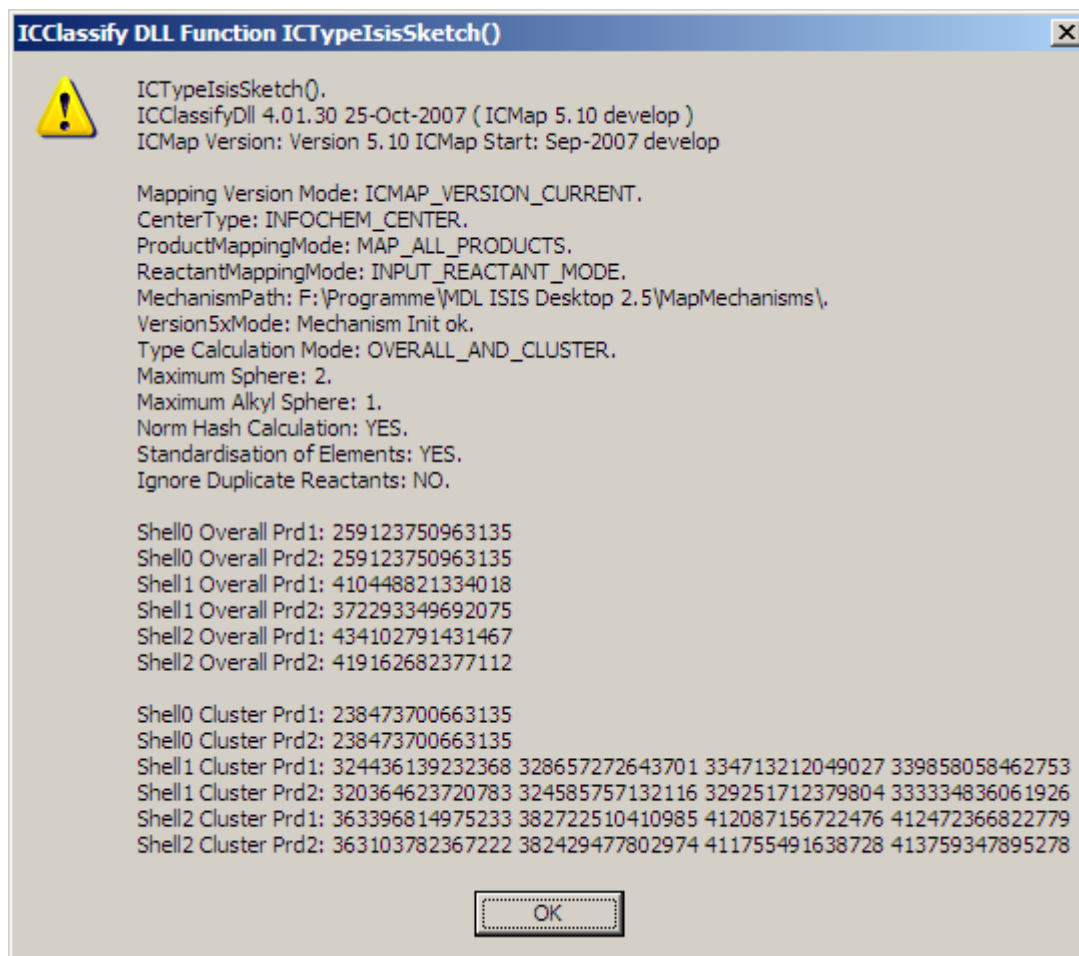 ICClassify DLL Function ICTypeIsisSketch()
ICTypeIsisSketch().
ICClassifyDll 4.01.30 25-Oct-2007 ( ICMap 5.10 develop )
ICMap Version: Version 5.10 ICMap Start: Sep-2007 develop
Mapping Version Mode: ICMAP_VERSION_CURRENT.
CenterType: INFOCHEM_CENTER.
ProductMappingMode: MAP_ALL_PRODUCTS.
ReactantMappingMode: INPUT_REACTANT_MODE.
MechanismPath: F:\Programme\MDL ISIS Desktop 2.5\MapMechanisms\.
Version5xMode: Mechanism Init ok.
Type Calculation Mode: OVERALL_AND_CLUSTER.
Maximum Sphere: 2.
Maximum Alkyl Sphere: 1.
Norm Hash Calculation: YES.
Standardisation of Elements: YES.
Ignore Duplicate Reactants: NO.
Shell0 Overall Prd1: 259123750963135
Shell0 Overall Prd2: 259123750963135
Shell1 Overall Prd1: 410448821334018
Shell1 Overall Prd2: 372293349692075
Shell2 Overall Prd1: 434102791431467
Shell2 Overall Prd2: 419162682377112
Shell0 Cluster Prd1: 238473700663135
Shell0 Cluster Prd2: 238473700663135
Shell1 Cluster Prd1: 324436139232368 328657272643701 334713212049027 339858058462753
Shell1 Cluster Prd2: 320364623720783 324585757132116 329251712379804 333334836061926
Shell2 Cluster Prd1: 363396814975233 382722510410985 412087156722476 412472366822779
Shell2 Cluster Prd2: 363103782367222 382429477802974 411755491638728 413759347895278
OK